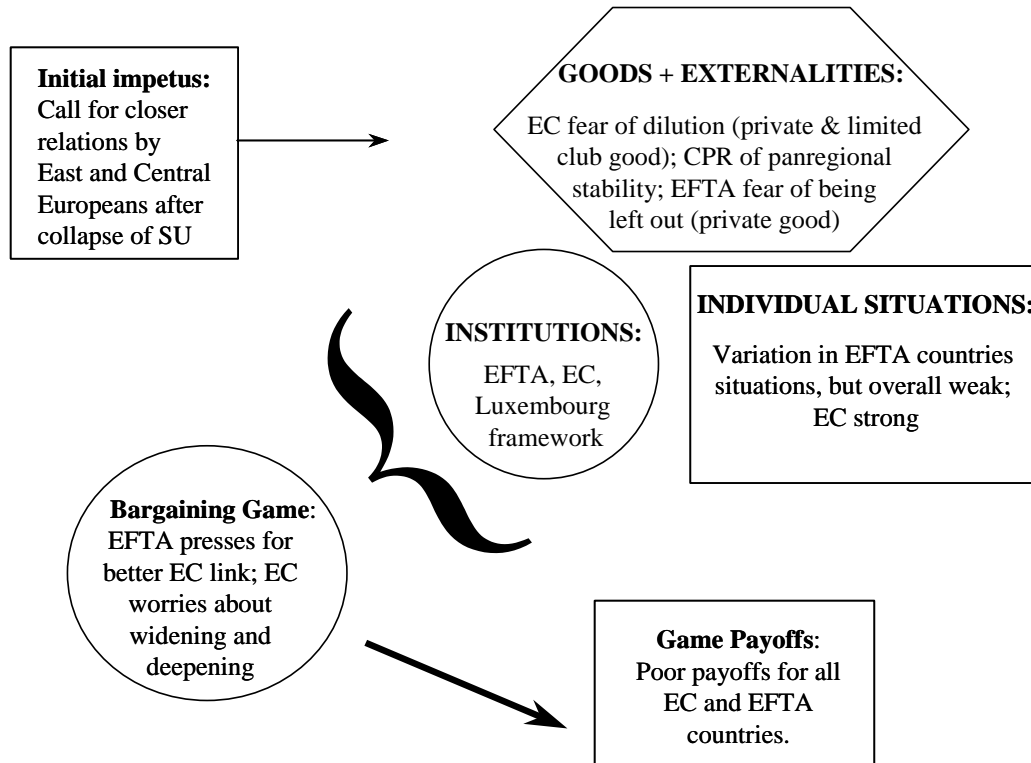 Initial impetus:
Call for closer
relations by
East and Central
Europeans after
collapse of SU
GOODS + EXTERNALITIES:
EC fear of dilution (private & limited
club good); CPR of panregional
stability; EFTA fear of being
left out (private good)
INSTITUTIONS:
EFTA, EC,
Luxembourg
framework
INDIVIDUAL SITUATIONS:
Variation in EFTA countries
situations, but overall weak;
EC strong
Bargaining Game:
EFTA presses for
better EC link; EC
worries about
widening and
deepening
Game Payoffs:
Poor payoffs for all
EC and EFTA
countries.